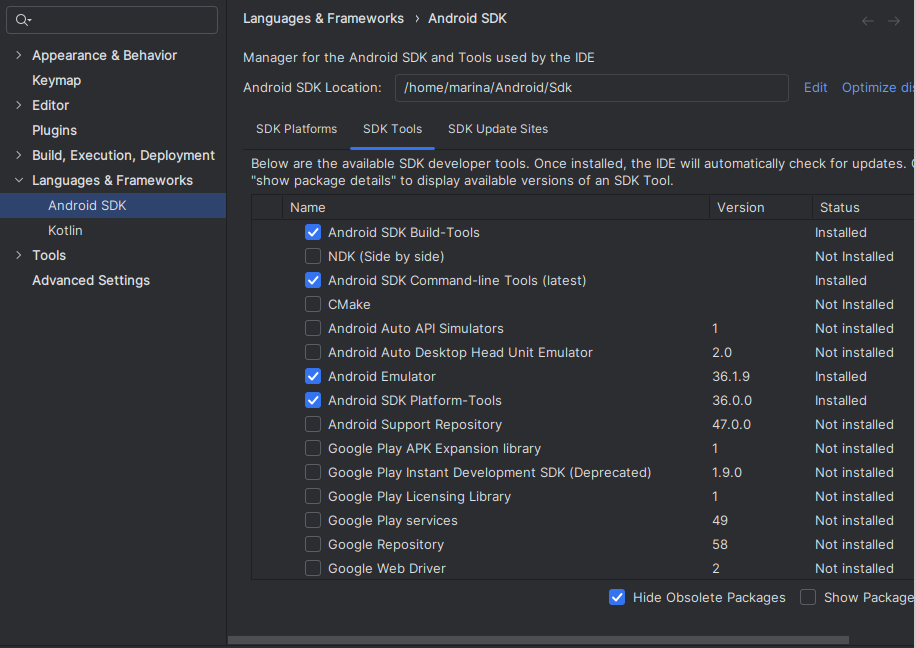 Languages & Frameworks › Android SDK
Appearance & Behavior
Keymap
Editor
Plugins
Build, Execution, Deployment
Languages & Frameworks
Android SDK
Kotlin
Tools
Advanced Settings
Manager for the Android SDK and Tools used by the IDE
Android SDK Location: /home/marina/Android/Sdk Edit Optimize
SDK Platforms SDK Tools SDK Update Sites
Below are the available SDK developer tools. Once installed, the IDE will automatically check for updates.
"show package details" to display available versions of an SDK Tool.
Name Version Status
Android SDK Build-Tools Installed
NDK (Side by side) Not Installed
Android SDK Command-line Tools (latest) Installed
CMake Not Installed
Android Auto API Simulators 1 Not installed
Android Auto Desktop Head Unit Emulator 2.0 Not installed
Android Emulator 36.1.9 Installed
Android SDK Platform-Tools 36.0.0 Installed
Android Support Repository 47.0.0 Not installed
Google Play APK Expansion library 1 Not installed
Google Play Instant Development SDK (Deprecated) 1.9.0 Not installed
Google Play Licensing Library 1 Not installed
Google Play services 49 Not installed
Google Repository 58 Not installed
Google Web Driver 2 Not installed
Hide Obsolete Packages Show Package